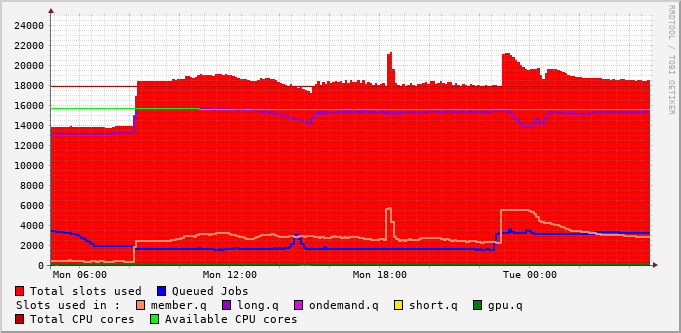 24000
22000
20000
18000
16000
14000
12000
10000
8000
6000
4000
2000
0
Mon 06:00 Mon 12:00 Mon 18:00 Tue 00:00
Total slots used Queued Jobs
Slots used in : member.q long.q ondemand.q short.q gpu.q
Total CPU cores Available CPU cores
RRDTOOL / TOBI OETIKER